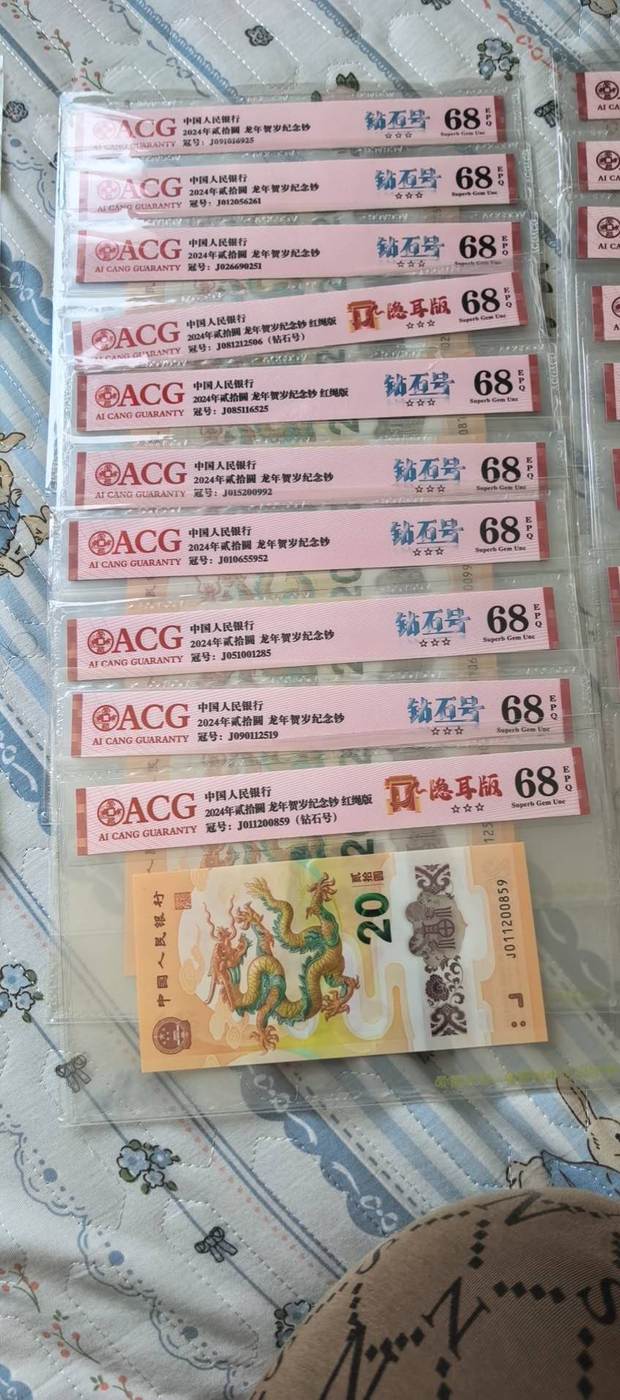 ACG
AI CANG GUARANTY
中国人民银行
2024年贰拾圆 龙年贺岁纪念钞
冠号：J091016925
钻石号
☆☆☆
68
EPQ
Superb Gem Unc
ACG
AI CANG GUARANTY
中国人民银行
2024年贰拾圆 龙年贺岁纪念钞
冠号：J012056261
钻石号
☆☆☆
68
EPQ
Superb Gem Unc
ACG
AI CANG GUARANTY
中国人民银行
2024年贰拾圆 龙年贺岁纪念钞
冠号：J026690251
钻石号
☆☆☆
68
EPQ
Superb Gem Unc
ACG
AI CANG GUARANTY
中国人民银行
2024年贰拾圆 龙年贺岁纪念钞 红绳版
冠号：J081212506（钻石号）
隐耳版
☆☆☆
68
EPQ
Superb Gem Unc
ACG
AI CANG GUARANTY
中国人民银行
2024年贰拾圆 龙年贺岁纪念钞 红绳版
冠号：J085116525
钻石号
☆☆☆
68
EPQ
Superb Gem Unc
ACG
AI CANG GUARANTY
中国人民银行
2024年贰拾圆 龙年贺岁纪念钞
冠号：J015200992
钻石号
☆☆☆
68
EPQ
Superb Gem Unc
ACG
AI CANG GUARANTY
中国人民银行
2024年贰拾圆 龙年贺岁纪念钞
冠号：J010655952
钻石号
☆☆☆
68
EPQ
Superb Gem Unc
ACG
AI CANG GUARANTY
中国人民银行
2024年贰拾圆 龙年贺岁纪念钞
冠号：J051001285
钻石号
☆☆☆
68
EPQ
Superb Gem Unc
ACG
AI CANG GUARANTY
中国人民银行
2024年贰拾圆 龙年贺岁纪念钞
冠号：J090112519
钻石号
☆☆☆
68
EPQ
Superb Gem Unc
ACG
AI CANG GUARANTY
中国人民银行
2024年贰拾圆 龙年贺岁纪念钞 红绳版
冠号：J011200859（钻石号）
隐耳版
☆☆☆
68
EPQ
Superb Gem Unc
中國人民銀行
20
贰拾圆
J011200859
AI CA
AI CA
AI CA